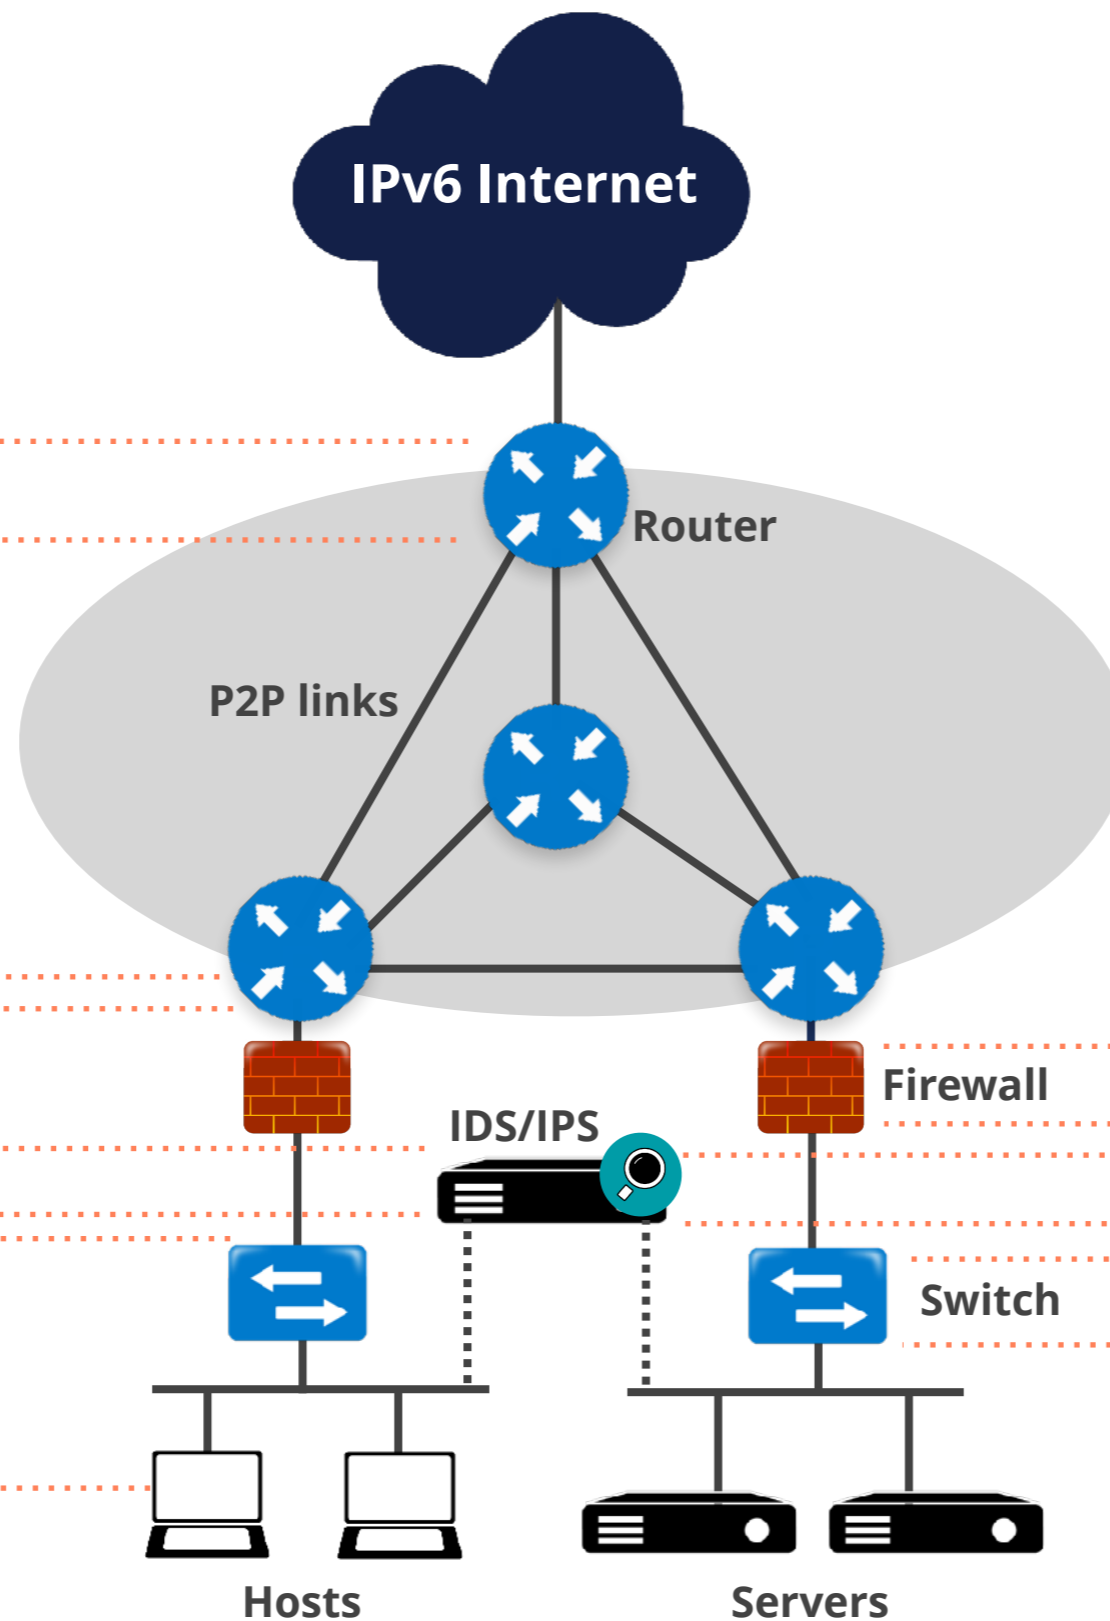 IPv6 Internet
Router
P2P links
Firewall
IDS/IPS
Switch
Hosts
Servers